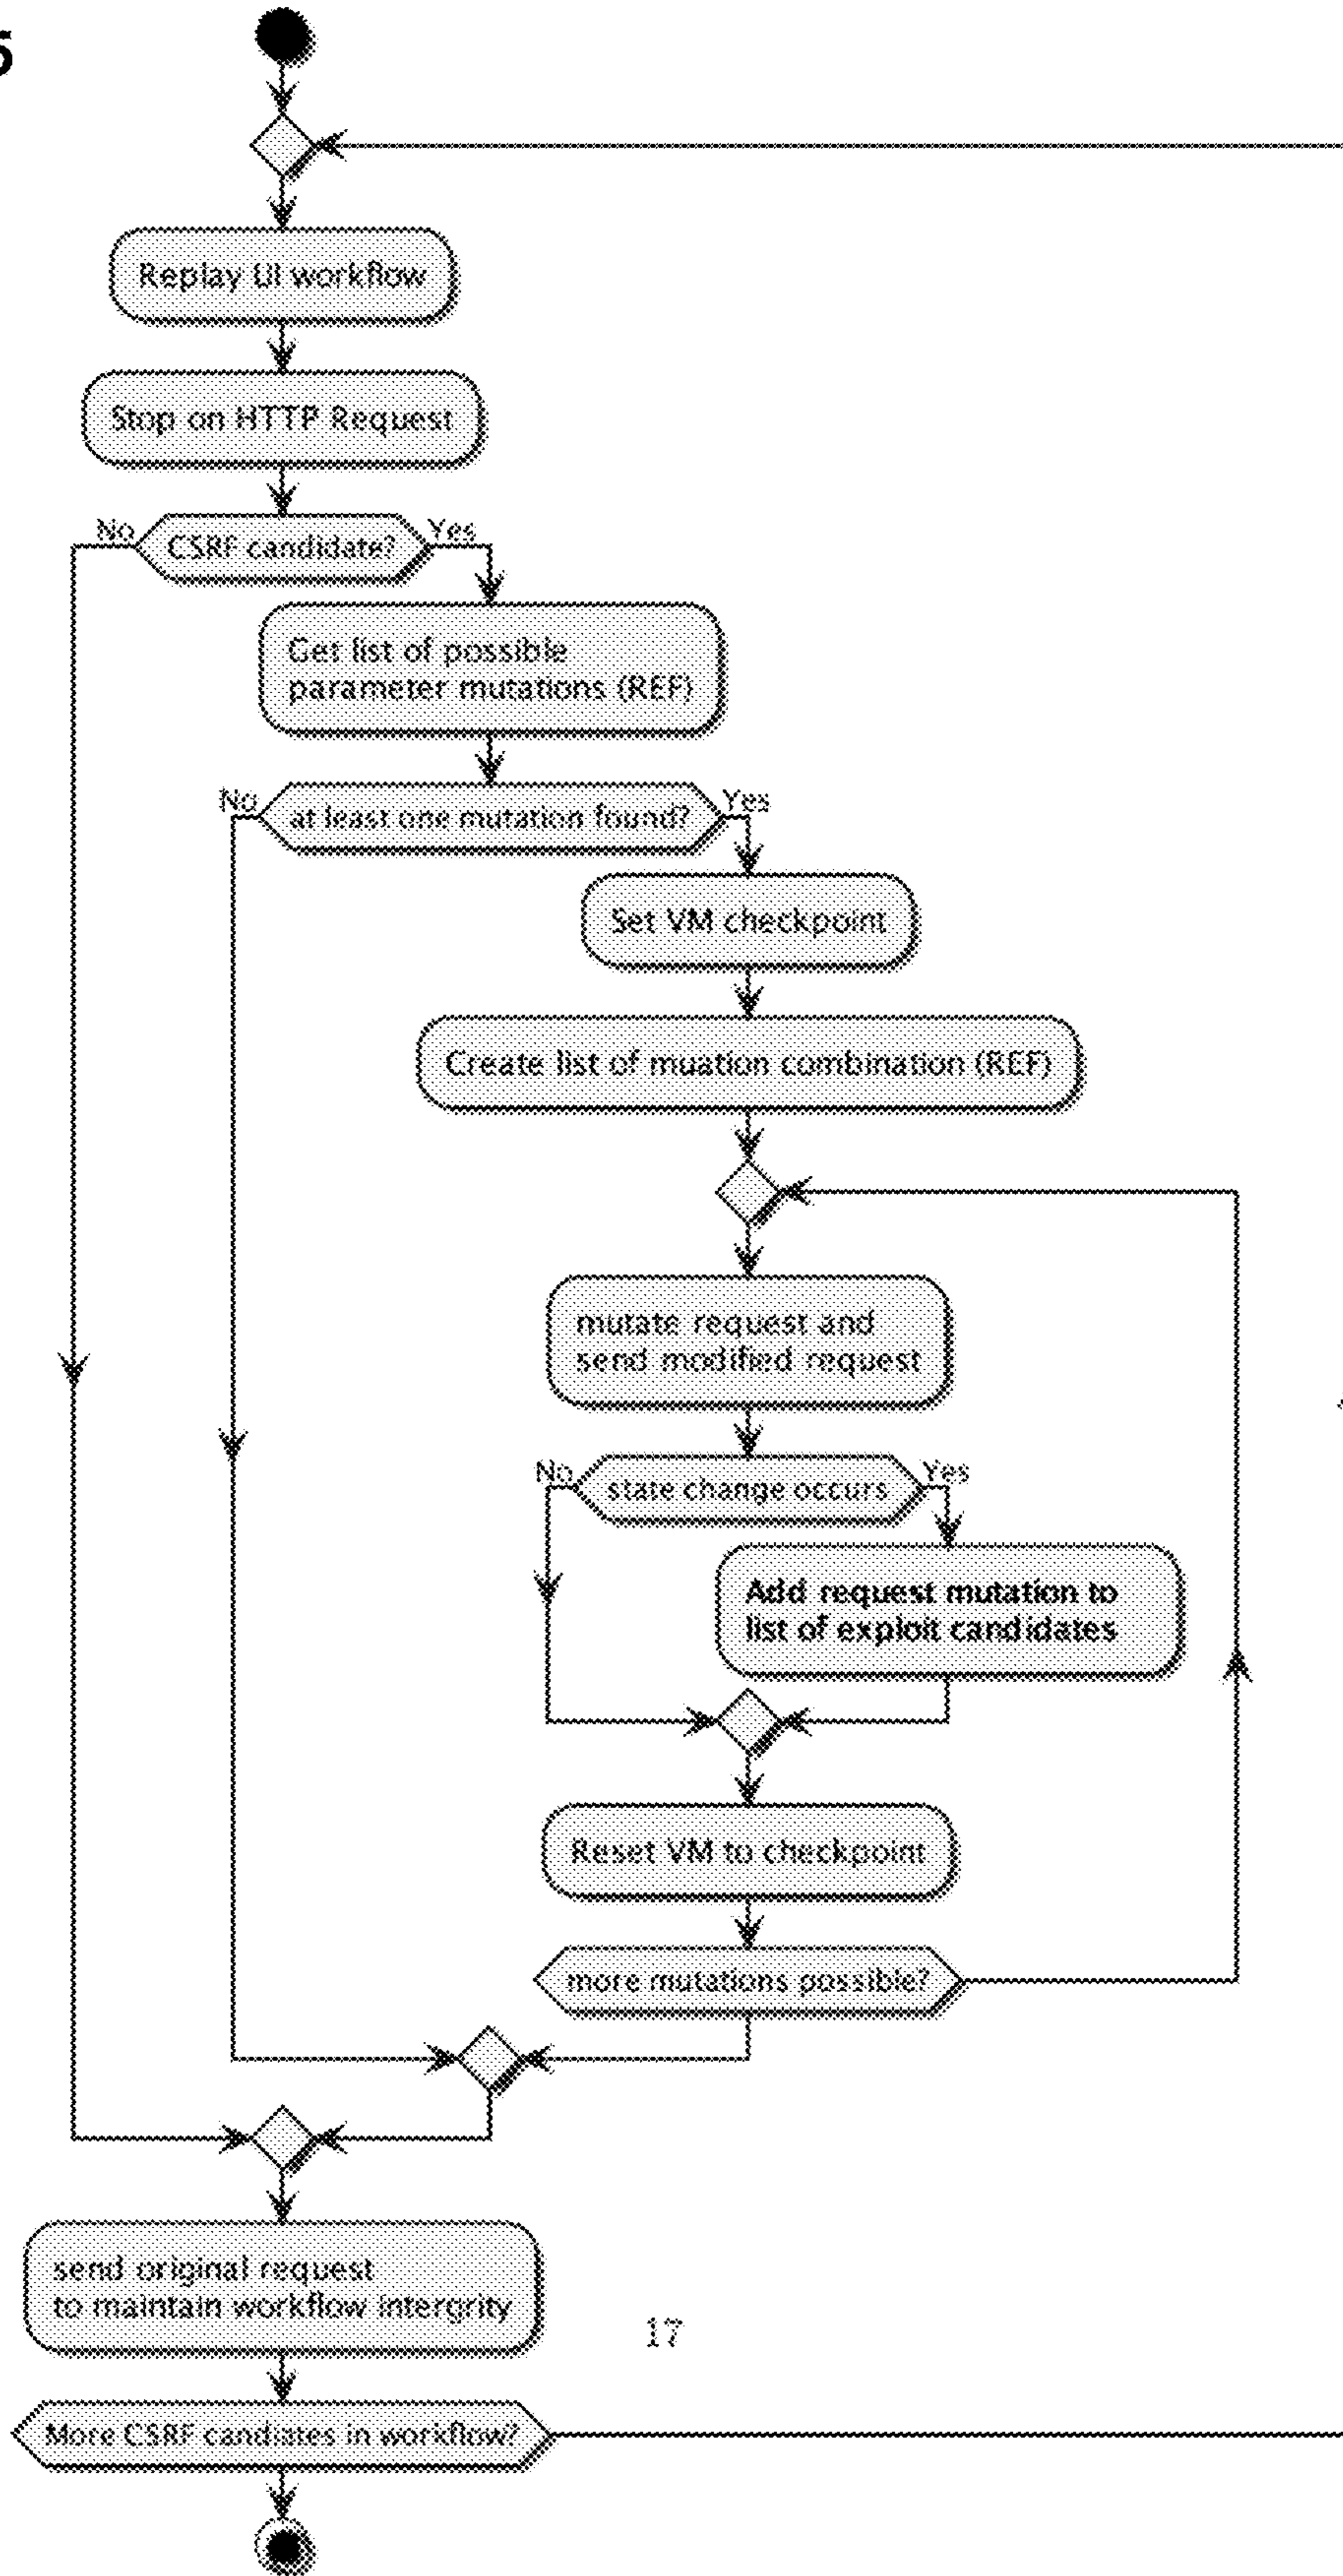 5
Replay UI workflow
Stop on HTTP Request
No
CSRF candidate?
Yes
Get list of possible
parameter mutations (REF)
No
at least one mutation found?
Yes
Set VM checkpoint
Create list of muation combination (REF)
mutate request and
send modified request
No
state change occurs
Yes
Add request mutation to
list of exploit candidates
Reset VM to checkpoint
more mutations possible?
send original request
to maintain workflow intergrity
17
More CSRF candiates in workflow?